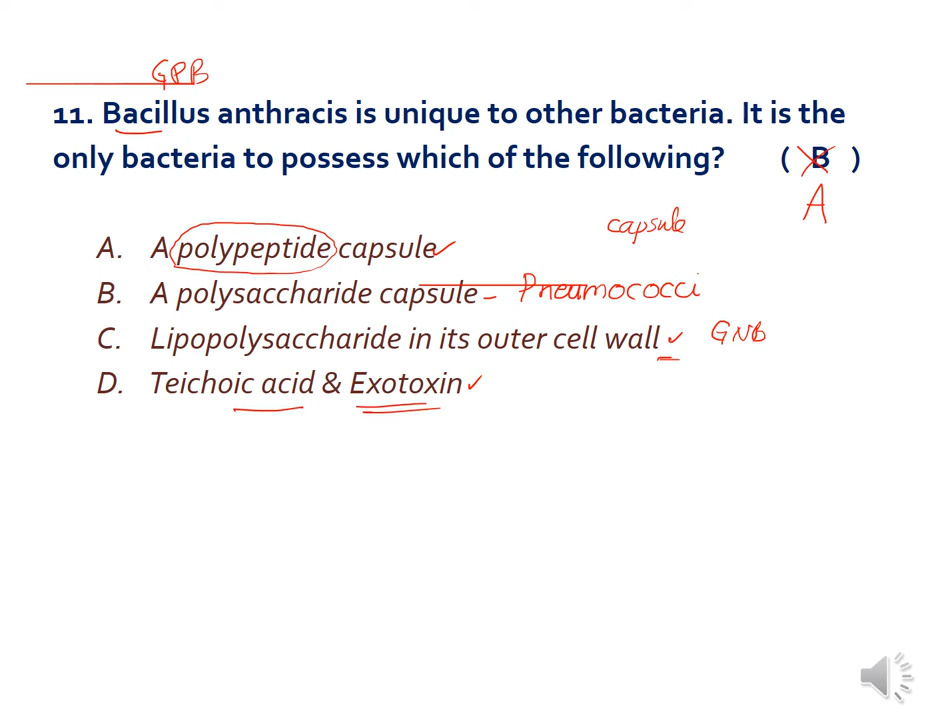 GPB
11. Bacillus anthracis is unique to other bacteria. It is the
only bacteria to possess which of the following? ( B )
A
capsule
A. A polypeptide capsule
B. A polysaccharide capsule - Pneumococci
C. Lipopolysaccharide in its outer cell wall GNB
D. Teichoic acid & Exotoxin